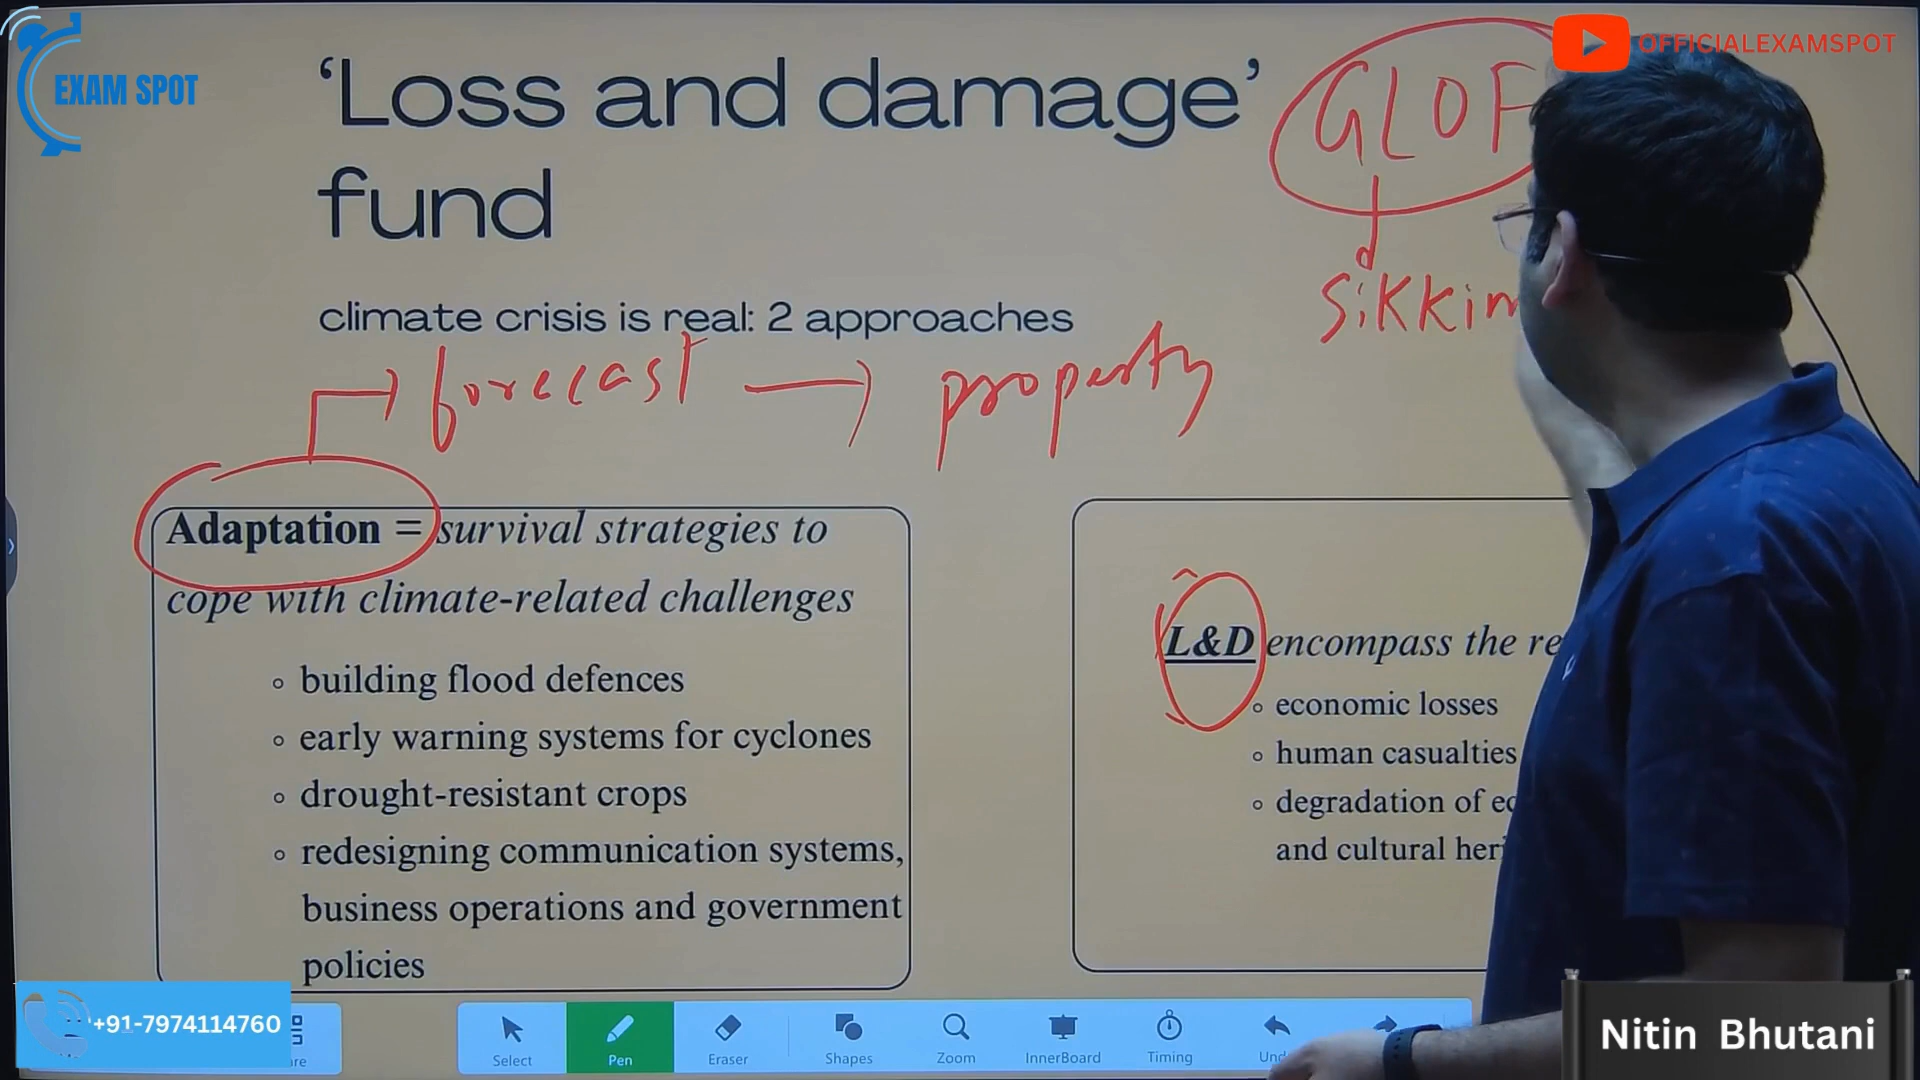 EXAM SPOT
OFFICIALEXAMSPOT
‘Loss and damage’
fund
GLOF
Sikkim
climate crisis is real: 2 approaches
forecast
property
Adaptation = survival strategies to
cope with climate-related challenges
building flood defences
early warning systems for cyclones
drought-resistant crops
redesigning communication systems,
business operations and government
policies
L&D encompass the
economic losses
human casualties
degradation of
and cultural
+91-7974114760
Select
Pen
Eraser
Shapes
Zoom
InnerBoard
Timing
Nitin Bhutani